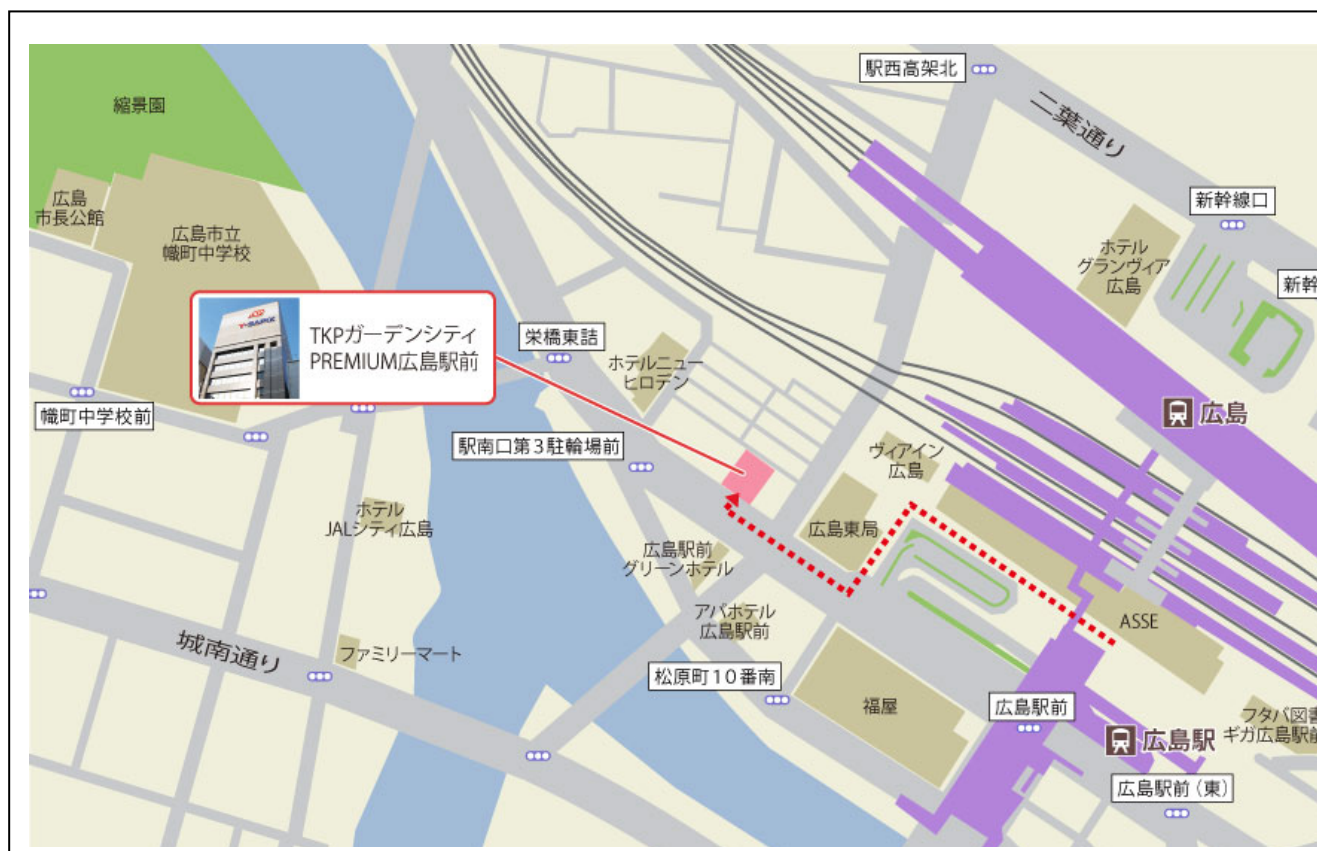 駅西高架北
二葉通り
縮景園
広島
市長公館
広島市立
幟町中学校
新幹線口
ホテル
グランヴィア
広島
新幹
TKPガーデンシティ
PREMIUM広島駅前
栄橋東詰
ホテルニュー
ヒロデン
幟町中学校前
広島
駅南口第3駐輪場前
ヴィアイン
広島
ホテル
JALシティ広島
広島東局
広島駅前
グリーンホテル
アパホテル
広島駅前
ASSE
城南通り
ファミリーマート
松原町10番南
福屋
広島駅前
フタバ図書
ギガ広島駅前
広島駅
広島駅前(東)